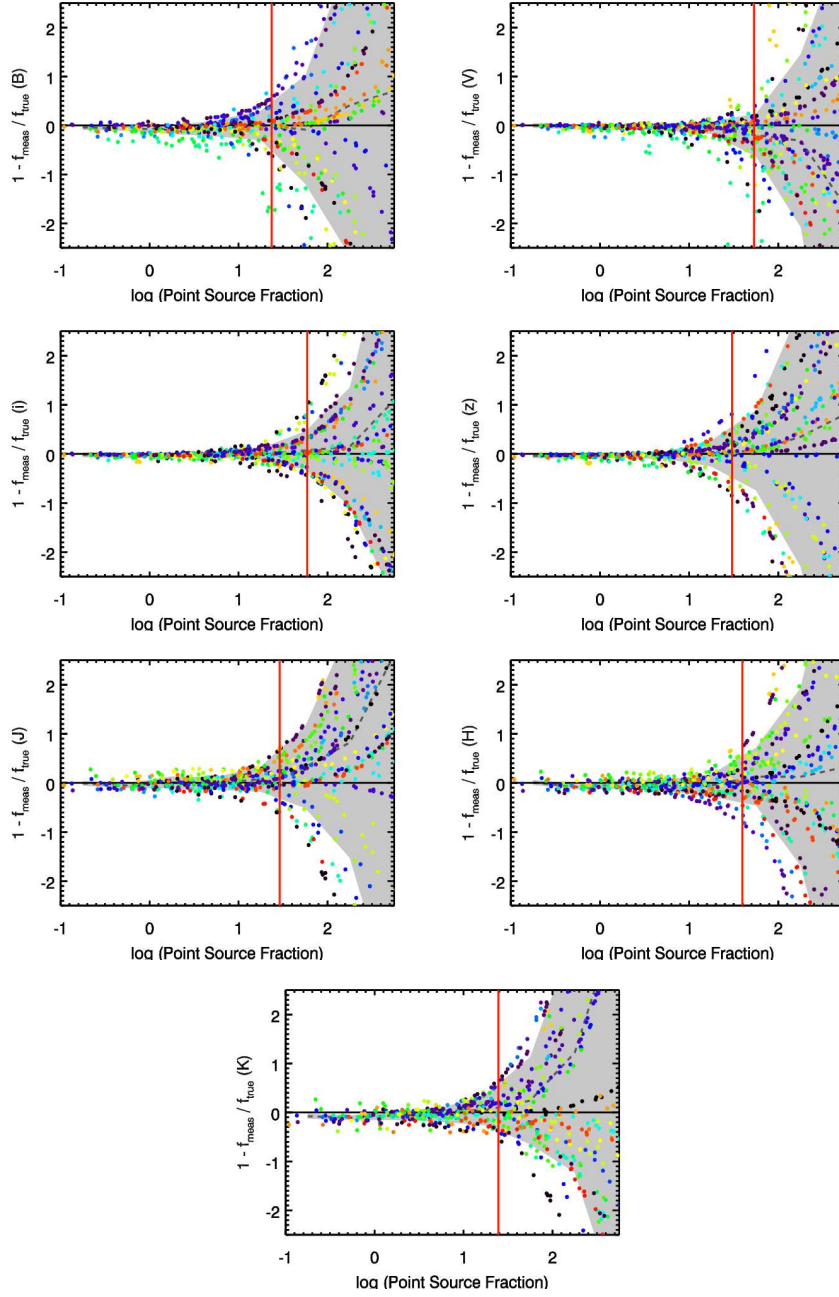 1 - f_meas / f_true (B)
2
1
0
-1
-2
-1 0 1 2
log (Point Source Fraction)
1 - f_meas / f_true (V)
2
1
0
-1
-2
-1 0 1 2
log (Point Source Fraction)
1 - f_meas / f_true (i)
2
1
0
-1
-2
-1 0 1 2
log (Point Source Fraction)
1 - f_meas / f_true (z)
2
1
0
-1
-2
-1 0 1 2
log (Point Source Fraction)
1 - f_meas / f_true (J)
2
1
0
-1
-2
-1 0 1 2
log (Point Source Fraction)
1 - f_meas / f_true (H)
2
1
0
-1
-2
-1 0 1 2
log (Point Source Fraction)
1 - f_meas / f_true (K)
2
1
0
-1
-2
-1 0 1 2
log (Point Source Fraction)